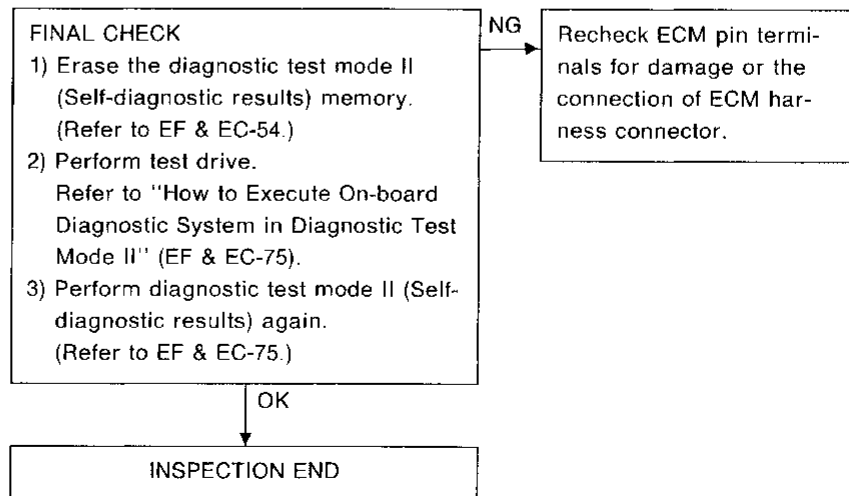 FINAL CHECK
1) Erase the diagnostic test mode II
(Self-diagnostic results) memory.
(Refer to EF & EC-54.)
2) Perform test drive.
Refer to "How to Execute On-board
Diagnostic System in Diagnostic Test
Mode II" (EF & EC-75).
3) Perform diagnostic test mode II (Self-
diagnostic results) again.
(Refer to EF & EC-75.)
NG
Recheck ECM pin termi-
nals for damage or the
connection of ECM har-
ness connector.
OK
INSPECTION END